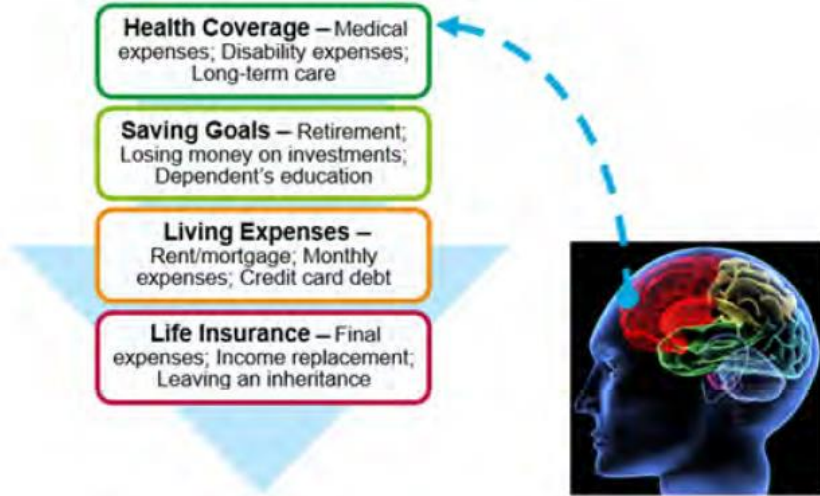 Health Coverage – Medical
expenses; Disability expenses;
Long-term care
Saving Goals – Retirement;
Losing money on investments;
Dependent's education
Living Expenses –
Rent/mortgage; Monthly
expenses; Credit card debt
Life Insurance – Final
expenses; Income replacement;
Leaving an inheritance